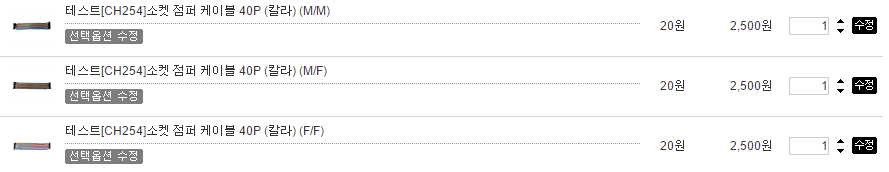 테스트[CH254]소켓 점퍼 케이블 40P (칼라) (M/M)
20원 2,500원 1 수정
선택옵션 수정
테스트[CH254]소켓 점퍼 케이블 40P (칼라) (M/F)
20원 2,500원 1 수정
선택옵션 수정
테스트[CH254]소켓 점퍼 케이블 40P (칼라) (F/F)
20원 2,500원 1 수정
선택옵션 수정